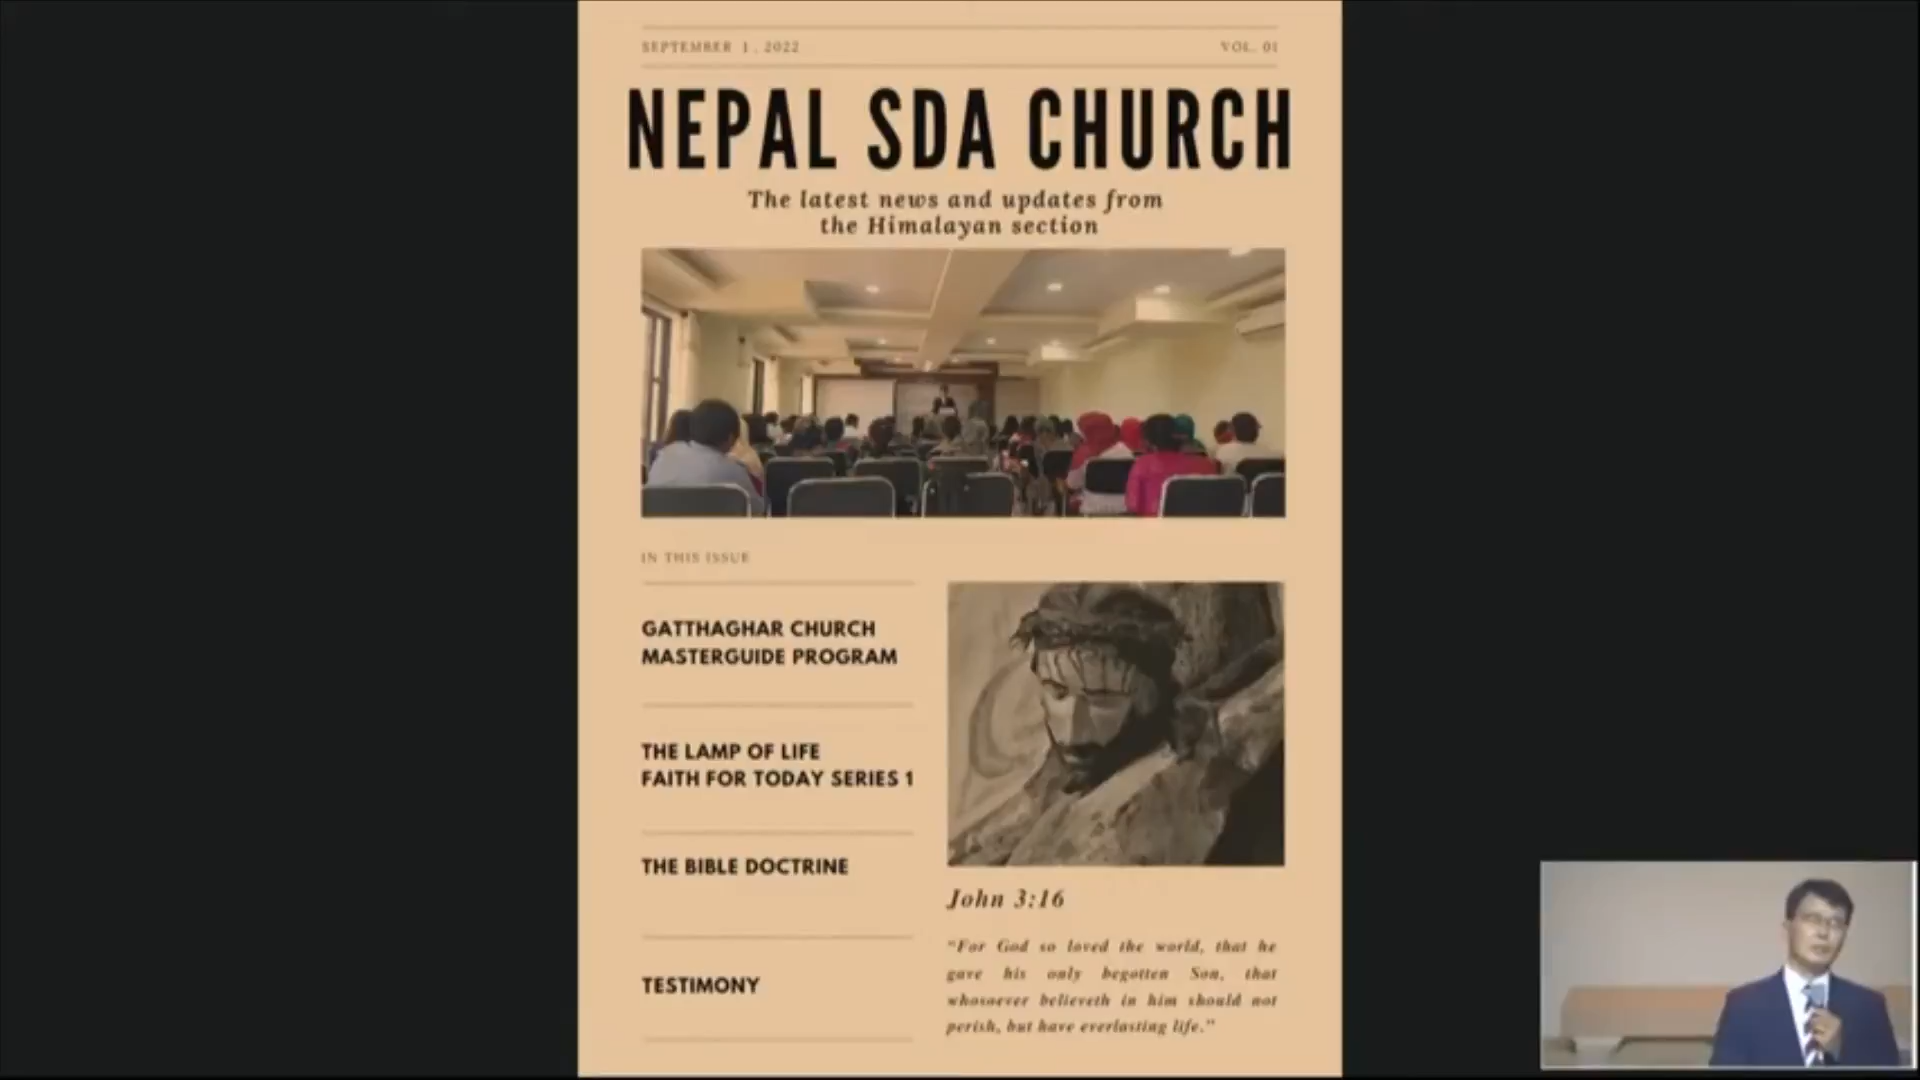 SEPTEMBER 1, 2022
VOL. 01
NEPAL SDA CHURCH
The latest news and updates from
the Himalayan section
IN THIS ISSUE
GATTHAGHAR CHURCH
MASTERGUIDE PROGRAM
THE LAMP OF LIFE
FAITH FOR TODAY SERIES 1
THE BIBLE DOCTRINE
TESTIMONY
John 3:16
"For God so loved the world, that he
gave his only begotten Son, that
whosoever believeth in him should not
perish, but have everlasting life."